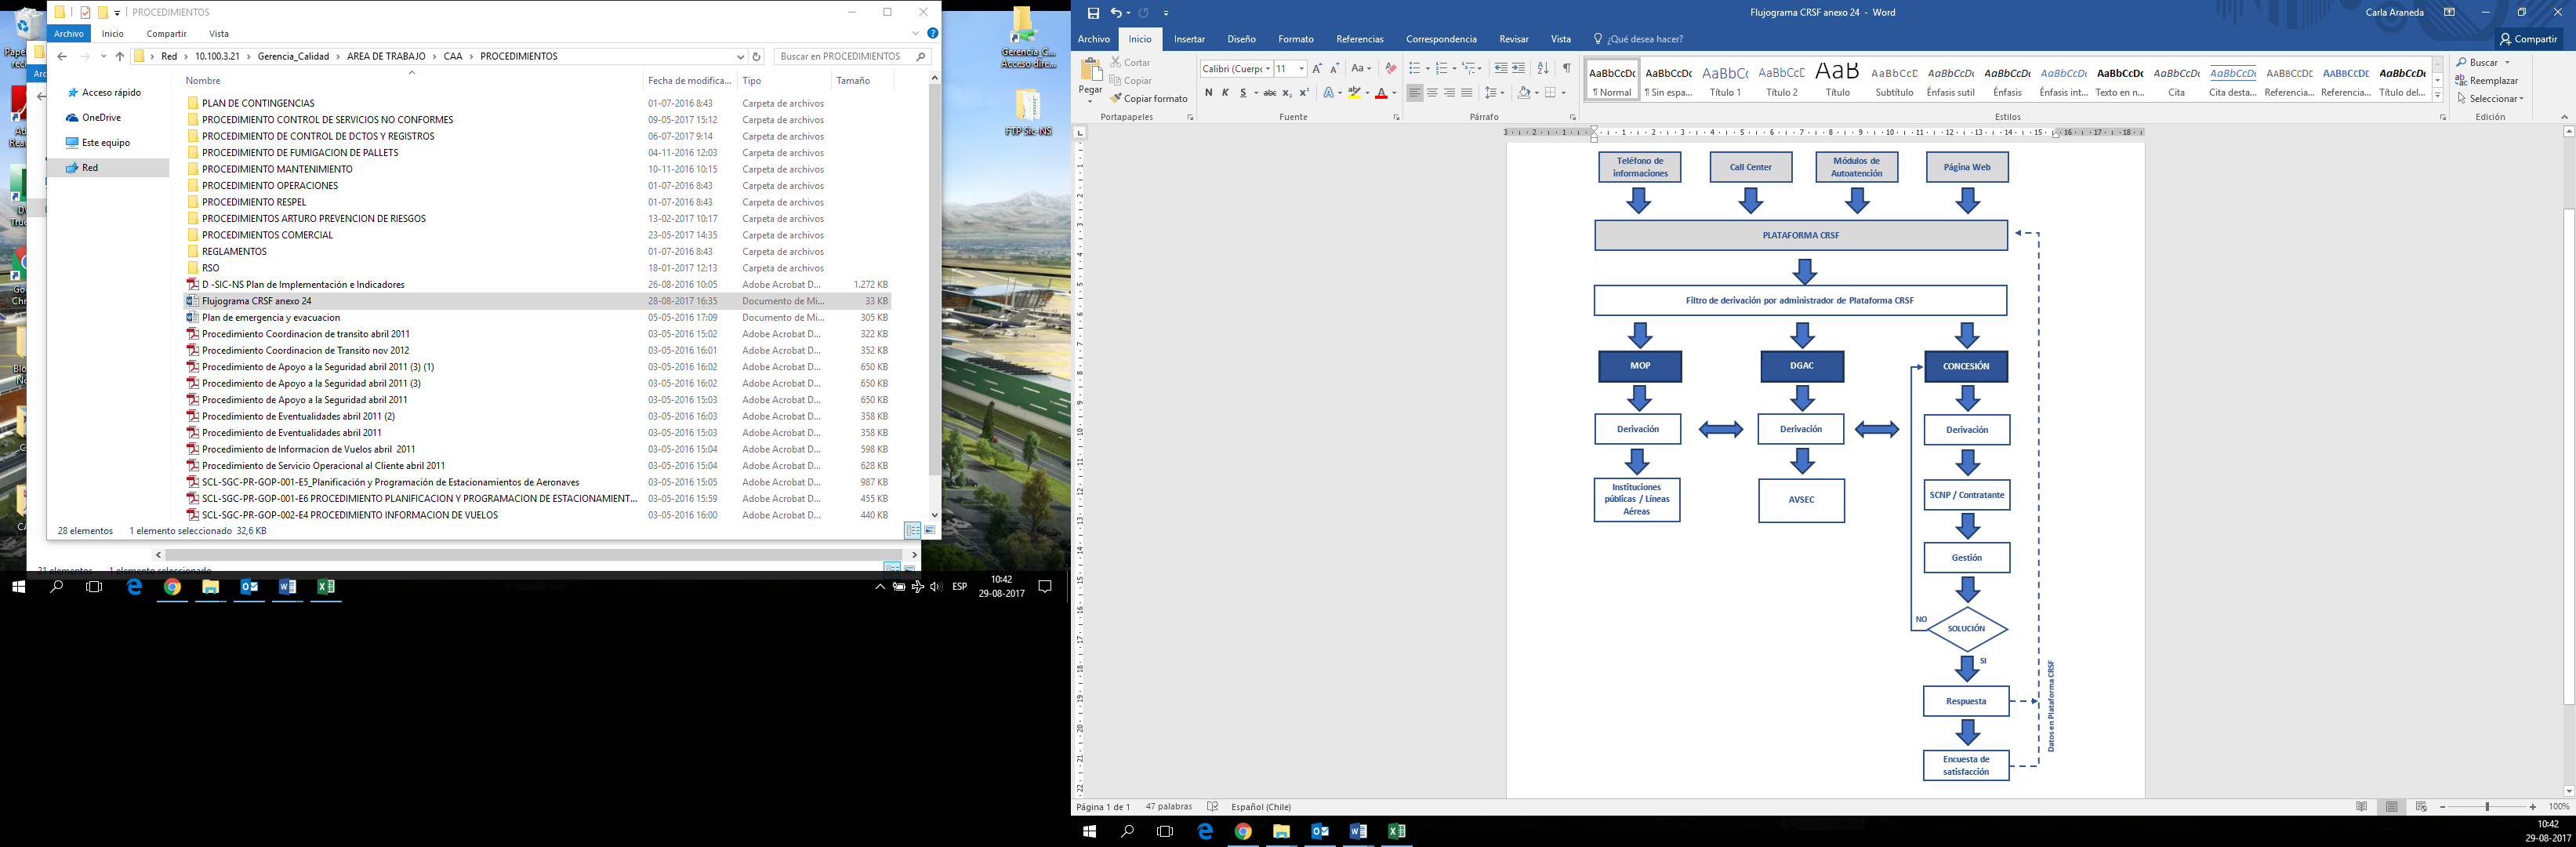 PROCEDIMIENTOS
Archivo Inicio Compartir Vista
Red 10.100.3.21 Gerencia_Calidad AREA DE TRABAJO CAA PROCEDIMIENTOS
Buscar en PROCEDIMIENTOS
Acceso rápido
OneDrive
Este equipo
Red
Nombre Fecha de modifica... Tipo Tamaño
PLAN DE CONTINGENCIAS 01-07-2016 8:43 Carpeta de archivos
PROCEDIMIENTO CONTROL DE SERVICIOS NO CONFORMES 09-05-2017 15:12 Carpeta de archivos
PROCEDIMIENTO DE CONTROL DE DCTOS Y REGISTROS 06-07-2017 9:14 Carpeta de archivos
PROCEDIMIENTO DE FUMIGACION DE PALLETS 04-11-2016 12:03 Carpeta de archivos
PROCEDIMIENTO MANTENIMIENTO 10-11-2016 10:15 Carpeta de archivos
PROCEDIMIENTO OPERACIONES 01-07-2016 8:43 Carpeta de archivos
PROCEDIMIENTO RESPEL 01-07-2016 8:43 Carpeta de archivos
PROCEDIMIENTOS ARTURO PREVENCION DE RIESGOS 13-02-2017 10:17 Carpeta de archivos
PROCEDIMIENTOS COMERCIAL 23-05-2017 14:35 Carpeta de archivos
REGLAMENTOS 01-07-2016 8:43 Carpeta de archivos
RSO 18-01-2017 12:13 Carpeta de archivos
D -SIC-NS Plan de Implementación e Indicadores 26-08-2016 10:05 Adobe Acrobat D... 1.272 KB
Flujograma CRSF anexo 24 28-08-2017 16:35 Documento de Mi... 33 KB
Plan de emergencia y evacuacion 05-05-2016 17:09 Documento de Mi... 305 KB
Procedimiento Coordinacion de transito abril 2011 03-05-2016 15:02 Adobe Acrobat D... 322 KB
Procedimiento Coordinacion de Transito nov 2012 03-05-2016 16:01 Adobe Acrobat D... 352 KB
Procedimiento de Apoyo a la Seguridad abril 2011 (3) (1) 03-05-2016 16:02 Adobe Acrobat D... 650 KB
Procedimiento de Apoyo a la Seguridad abril 2011 (3) 03-05-2016 16:02 Adobe Acrobat D... 650 KB
Procedimiento de Apoyo a la Seguridad abril 2011 03-05-2016 15:03 Adobe Acrobat D... 650 KB
Procedimiento de Eventualidades abril 2011 (2) 03-05-2016 16:03 Adobe Acrobat D... 358 KB
Procedimiento de Eventualidades abril 2011 03-05-2016 15:03 Adobe Acrobat D... 358 KB
Procedimiento de Informacion de Vuelos abril 2011 03-05-2016 15:04 Adobe Acrobat D... 598 KB
Procedimiento de Servicio Operacional al Cliente abril 2011 03-05-2016 15:04 Adobe Acrobat D... 628 KB
SCL-SGC-PR-GOP-001-E5_Planificación y Programación de Estacionamientos de Aeronaves 03-05-2016 15:05 Adobe Acrobat D... 987 KB
SCL-SGC-PR-GOP-001-E6 PROCEDIMIENTO PLANIFICACION Y PROGRAMACION DE ESTACIONAMIENT... 03-05-2016 15:59 Adobe Acrobat D... 455 KB
SCL-SGC-PR-GOP-002-E4 PROCEDIMIENTO INFORMACION DE VUELOS 03-05-2016 16:00 Adobe Acrobat D... 440 KB
28 elementos 1 elemento seleccionado 32,6 KB
Gerencia_C...
Acceso dire...
FTP Sic-NS
ESP
10:42
29-08-2017
Flujograma CRSF anexo 24 - Word
Carla Araneda
Archivo Inicio Insertar Diseño Formato Referencias Correspondencia Revisar Vista ¿Qué desea hacer?
Compartir
Pegar
Cortar
Copiar
Copiar formato
Portapapeles
Calibri (Cuerp 11
N K S abc x₂ x²
Fuente
Párrafo
¶ Normal ¶ Sin espa... Título 1 Título 2 Título Subtítulo Énfasis sutil Énfasis Énfasis int... Texto en n... Cita Cita desta... Referencia... Referencia... Título del...
Estilos
Buscar
Reemplazar
Seleccionar
Edición
Teléfono de informaciones
Call Center
Módulos de Autoatención
Página Web
PLATAFORMA CRSF
Filtro de derivación por administrador de Plataforma CRSF
MOP
DGAC
CONCESIÓN
Derivación
Derivación
Derivación
Instituciones públicas / Líneas Aéreas
AVSEC
SCNP / Contratante
Gestión
SOLUCIÓN
NO
SI
Respuesta
Encuesta de satisfacción
Datos en Plataforma CRSF
Página 1 de 1 47 palabras Español (Chile)
100%
10:42
29-08-2017